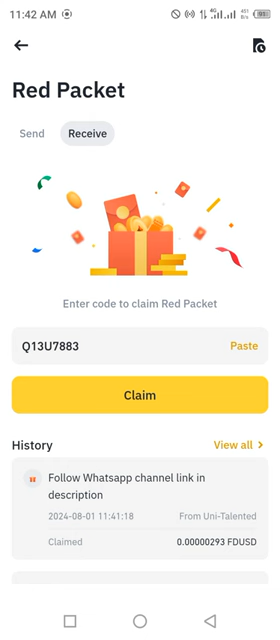 11:42 AM
4G
451
B/s
Red Packet
Send
Receive
Enter code to claim Red Packet
Q13U7883
Paste
Claim
History
View all
Follow Whatsapp channel link in
description
2024-08-01 11:41:18
From Uni-Talented
Claimed
0.00000293 FDUSD